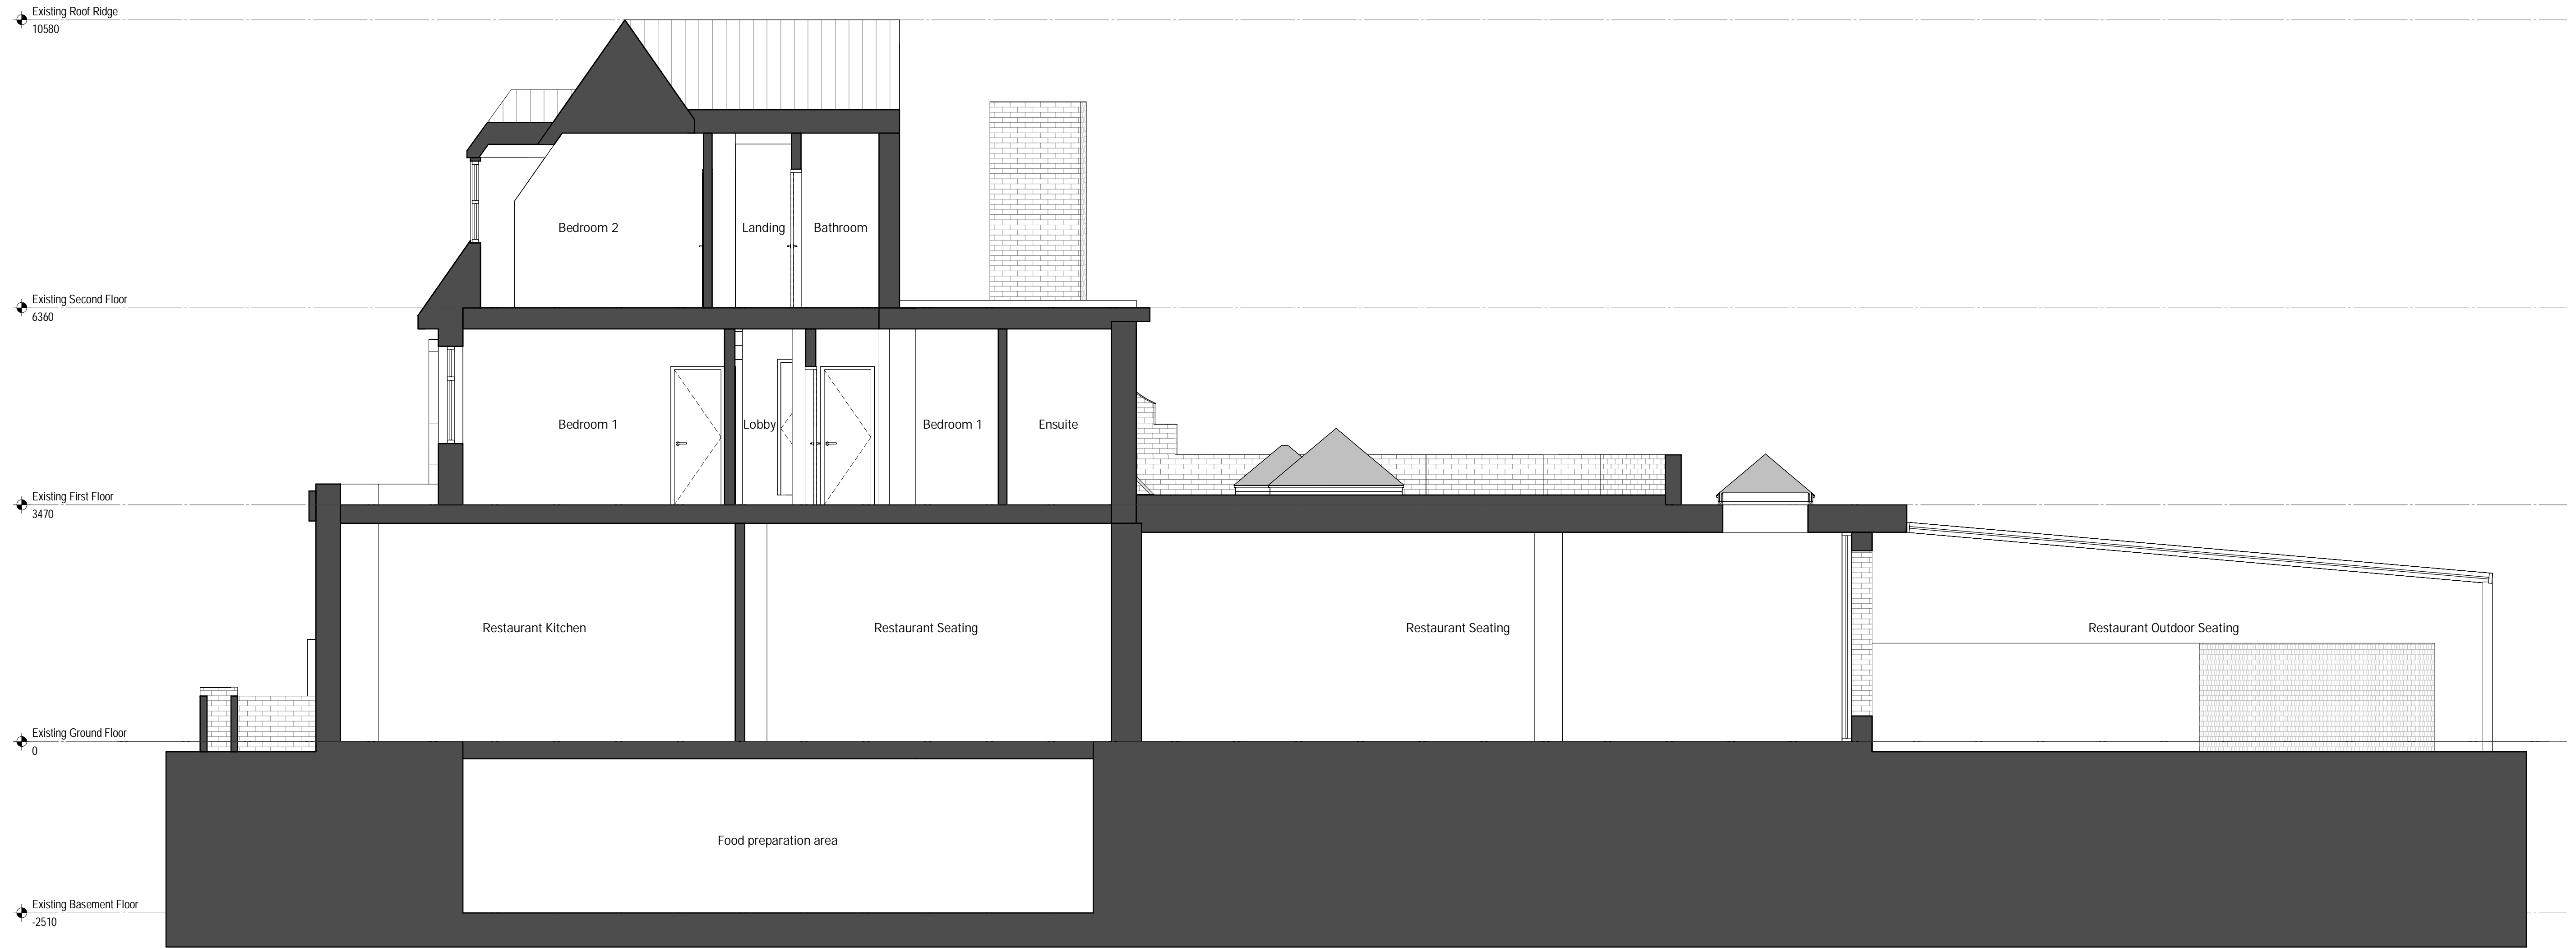 Existing Roof Ridge
10580
Bedroom 2
Landing
Bathroom
Existing Second Floor
6360
Bedroom 1
Lobby
Bedroom 1
Ensuite
Existing First Floor
3470
Restaurant Kitchen
Restaurant Seating
Restaurant Seating
Restaurant Outdoor Seating
Existing Ground Floor
0
Food preparation area
Existing Basement Floor
-2510